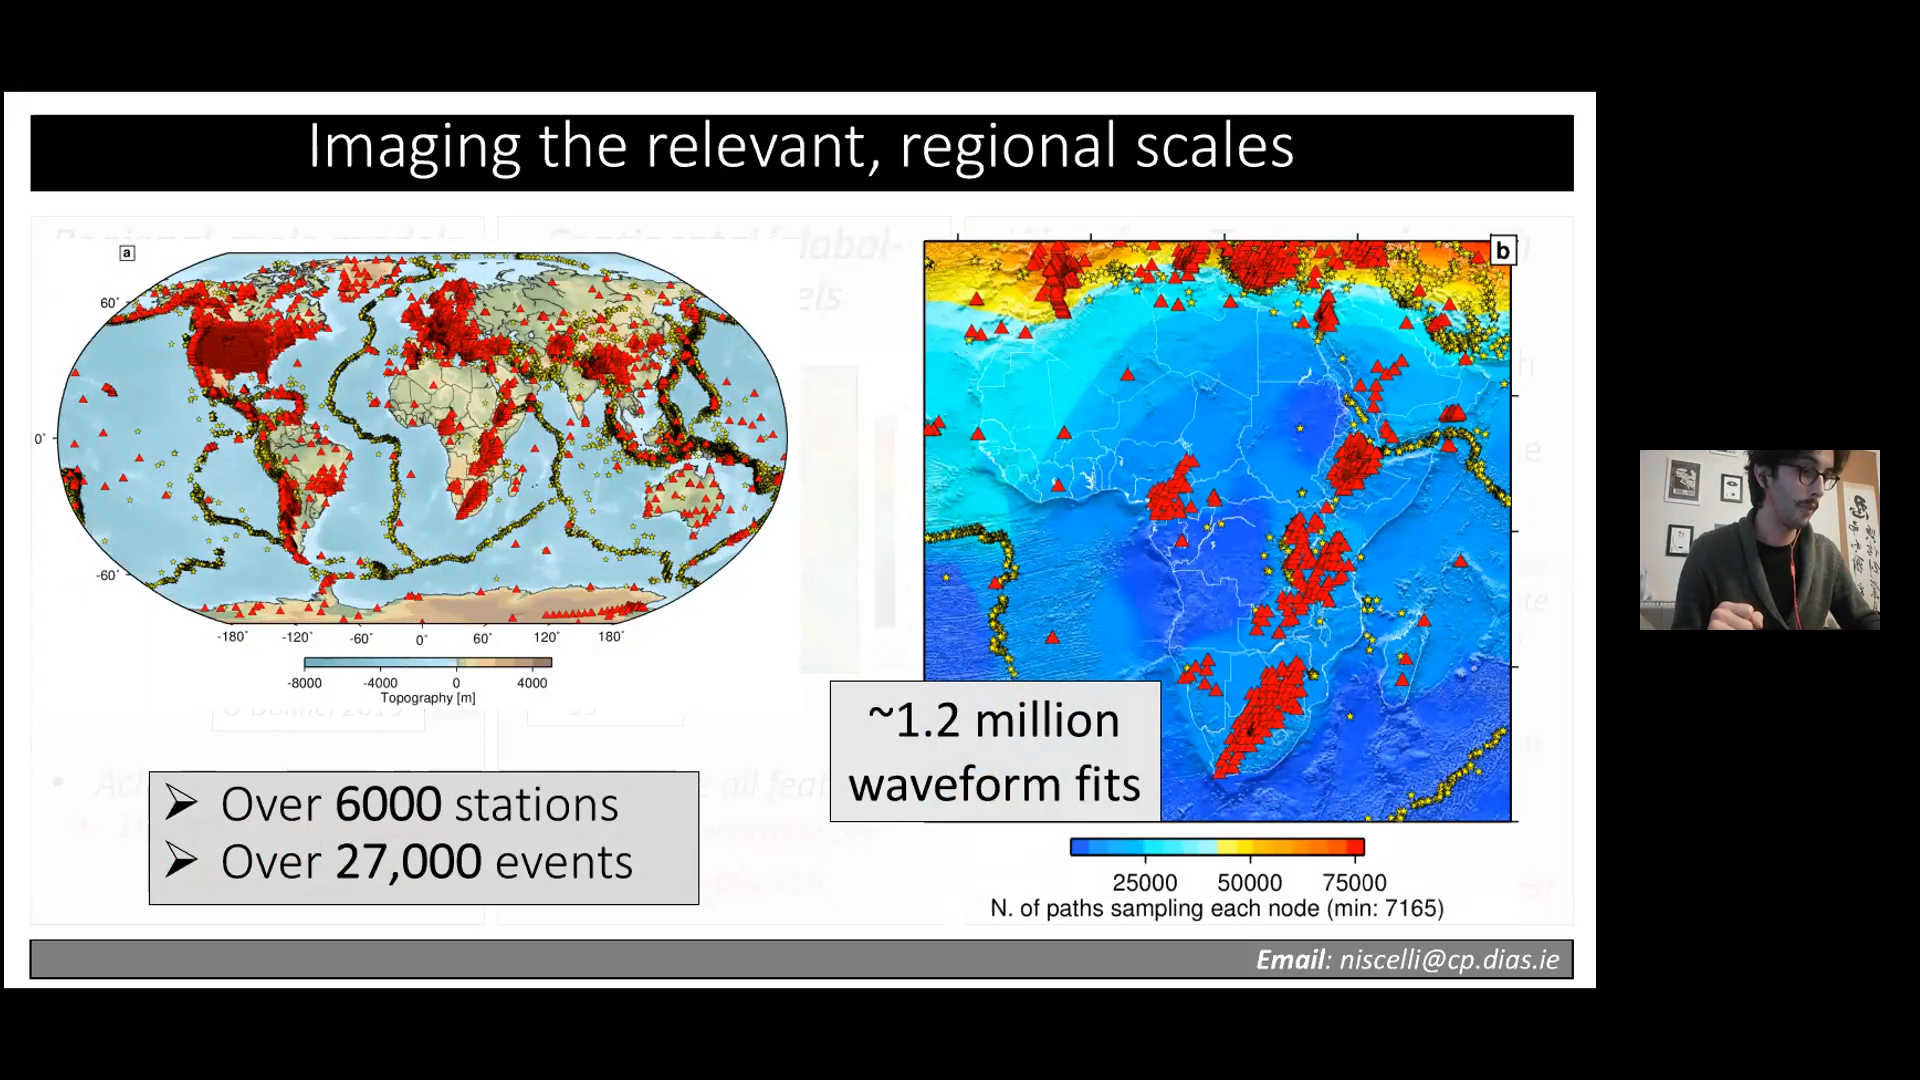 Imaging the relevant, regional scales
a
60°
0°
-60°
-180° -120° -60° 0° 60° 120° 180°
-8000 -4000 0 4000
Topography [m]
➢ Over 6000 stations
➢ Over 27,000 events
b
~1.2 million
waveform fits
25000 50000 75000
N. of paths sampling each node (min: 7165)
Email: niscelli@cp.dias.ie